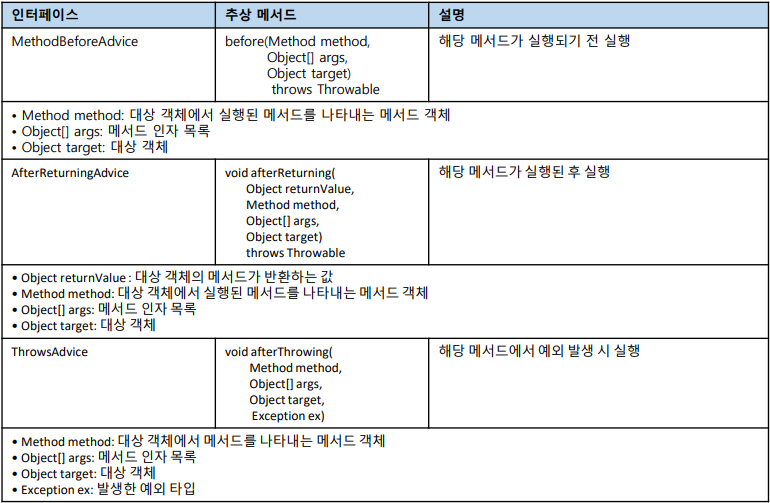 인터페이스 추상 메서드 설명
MethodBeforeAdvice before(Method method, 해당 메서드가 실행되기 전 실행
Object[] args,
Object target)
throws Throwable
• Method method: 대상 객체에서 실행된 메서드를 나타내는 메서드 객체
• Object[] args: 메서드 인자 목록
• Object target: 대상 객체
AfterReturningAdvice void afterReturning( 해당 메서드가 실행된 후 실행
Object returnValue,
Method method,
Object[] args,
Object target)
throws Throwable
• Object returnValue : 대상 객체의 메서드가 반환하는 값
• Method method: 대상 객체에서 실행된 메서드를 나타내는 메서드 객체
• Object[] args: 메서드 인자 목록
• Object target: 대상 객체
ThrowsAdvice void afterThrowing( 해당 메서드에서 예외 발생 시 실행
Method method,
Object[] args,
Object target,
Exception ex)
• Method method: 대상 객체에서 메서드를 나타내는 메서드 객체
• Object[] args: 메서드 인자 목록
• Object target: 대상 객체
• Exception ex: 발생한 예외 타입